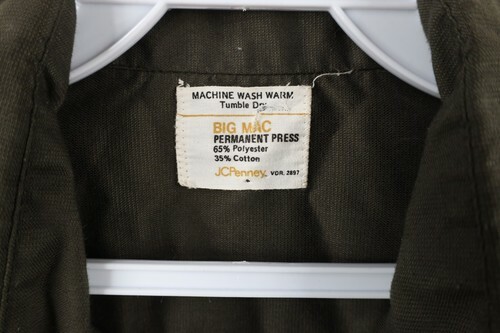 MACHINE WASH WARM
Tumble Dry
BIG MAC
PERMANENT PRESS
65% Polyester
35% Cotton
JCPenney VDR. 2897